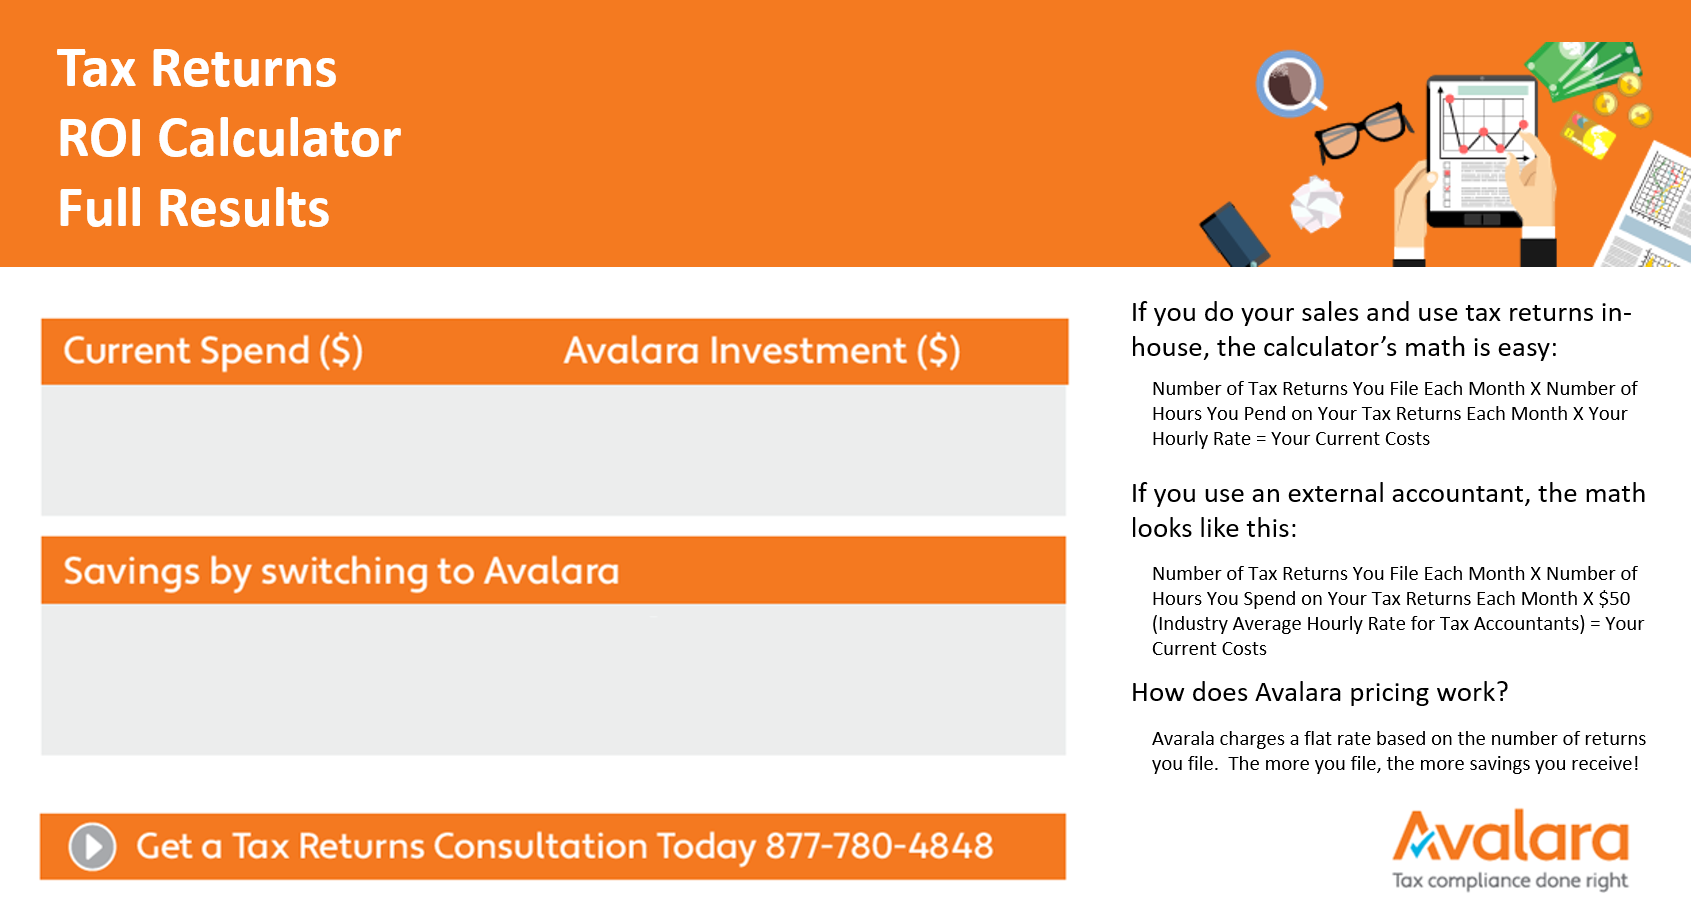 Tax Returns
ROI Calculator
Full Results
Current Spend ($) Avalara Investment ($)
Savings by switching to Avalara
Get a Tax Returns Consultation Today 877-780-4848
If you do your sales and use tax returns in-
house, the calculator’s math is easy:
Number of Tax Returns You File Each Month X Number of
Hours You Pend on Your Tax Returns Each Month X Your
Hourly Rate = Your Current Costs
If you use an external accountant, the math
looks like this:
Number of Tax Returns You File Each Month X Number of
Hours You Spend on Your Tax Returns Each Month X $50
(Industry Average Hourly Rate for Tax Accountants) = Your
Current Costs
How does Avalara pricing work?
Avarala charges a flat rate based on the number of returns
you file.  The more you file, the more savings you receive!
Avalara
Tax compliance done right